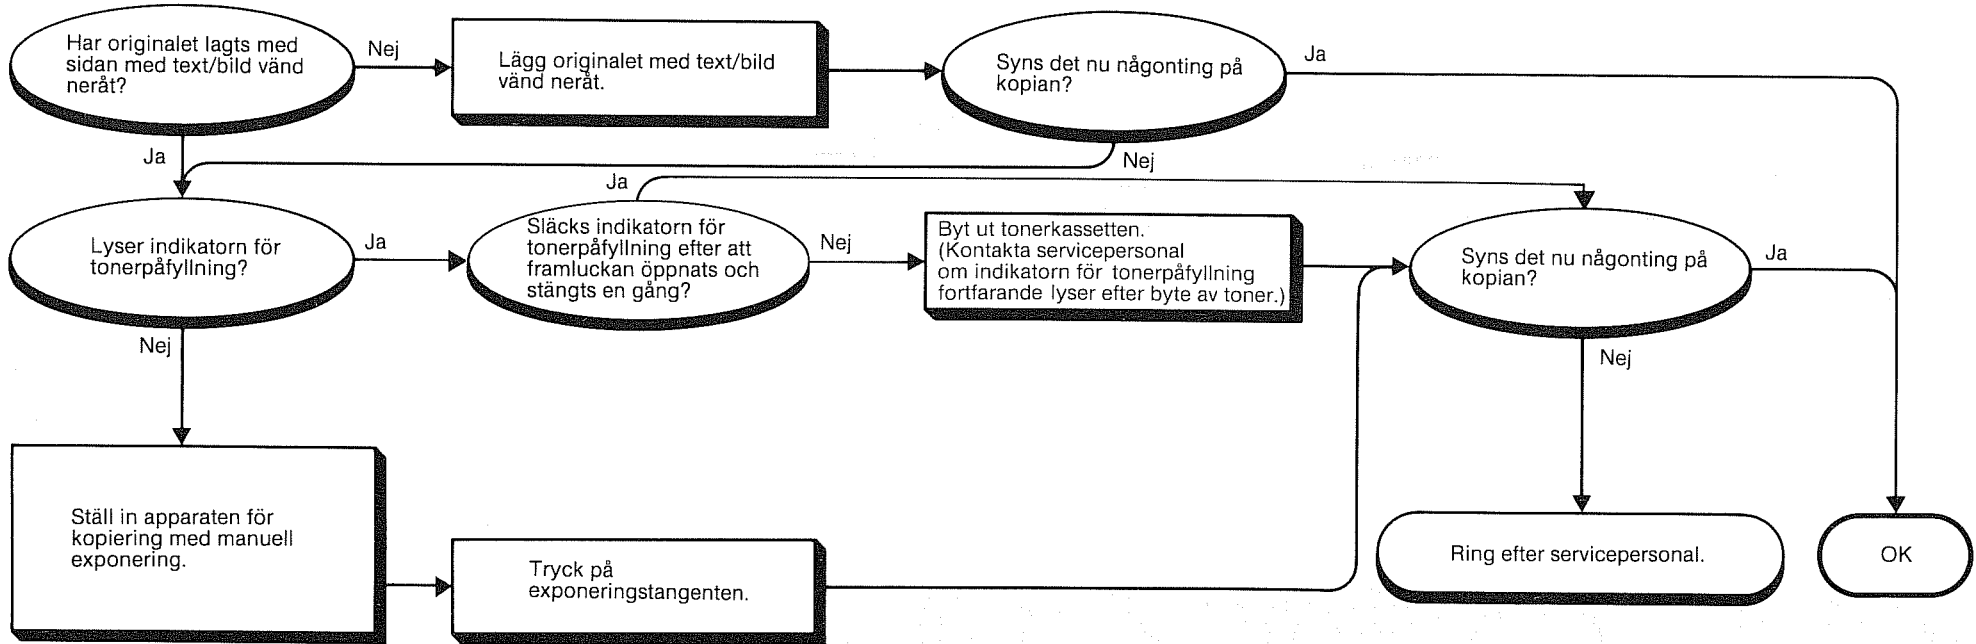 Har originalet lagts med
sidan med text/bild vänd
neråt?
Nej
Lägg originalet med text/bild
vänd neråt.
Syns det nu någonting på
kopian?
Ja
Ja
Nej
Lyser indikatorn för
tonerpåfyllning?
Ja
Ja
Släcks indikatorn för
tonerpåfyllning efter att
framluckan öppnats och
stängts en gång?
Nej
Byt ut tonerkassetten.
(Kontakta servicepersonal
om indikatorn för tonerpåfyllning
fortfarande lyser efter byte av toner.)
Syns det nu någonting på
kopian?
Ja
Nej
Nej
Ställ in apparaten för
kopiering med manuell
exponering.
Tryck på
exponeringstangenten.
Ring efter servicepersonal.
OK